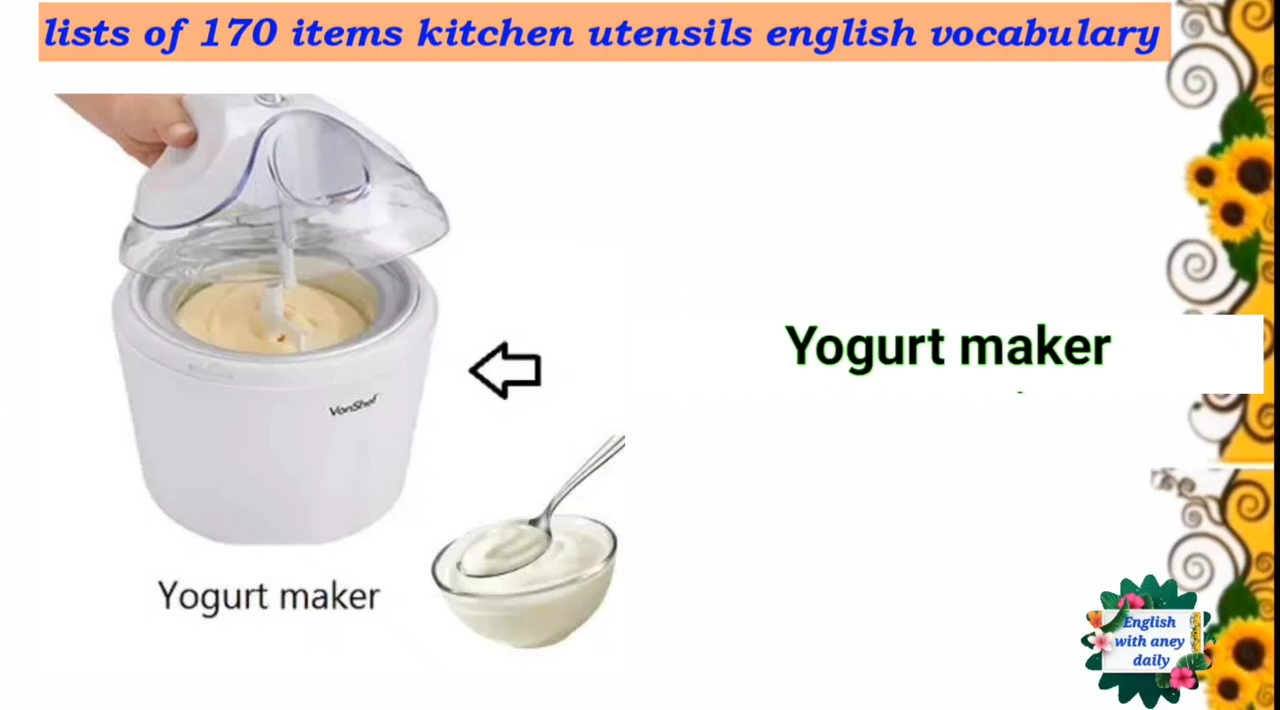 lists of 170 items kitchen utensils english vocabulary
Yogurt maker
VonShef
Yogurt maker
English
with aney
daily